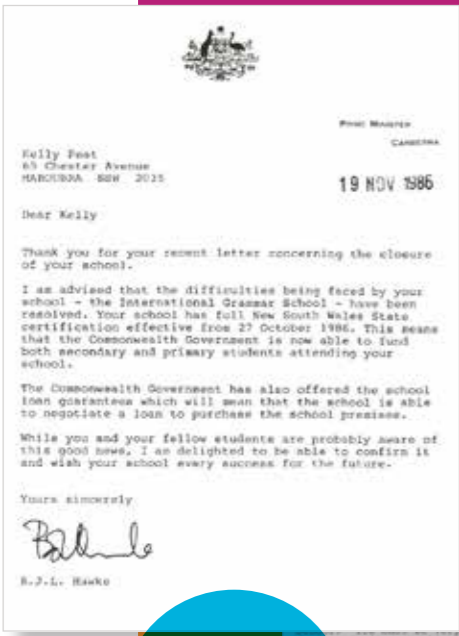 PRIME MINISTER
CANBERRA
Kelly Peat
65 Chester Avenue
MAROUBRA NSW 2035
19 NOV 1986
Dear Kelly
Thank you for your recent letter concerning the closure
of your school.
I am advised that the difficulties being faced by your
school - the International Grammar School - have been
resolved. Your school has full New South Wales State
certification effective from 27 October 1986. This means
that the Commonwealth Government is now able to fund
both secondary and primary students attending your
school.
The Commonwealth Government has also offered the school
loan guarantees which will mean that the school is able
to negotiate a loan to purchase the school premises.
While you and your fellow students are probably aware of
this good news, I am delighted to be able to confirm it
and wish your school every success for the future.
Yours sincerely
R.J.L. Hawke